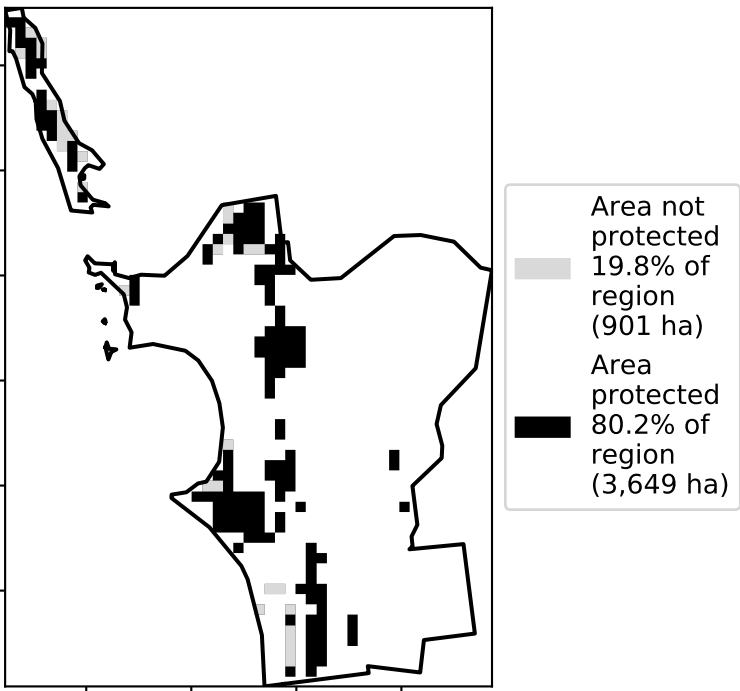 Area not
protected
19.8% of
region
(901 ha)
Area
protected
80.2% of
region
(3,649 ha)